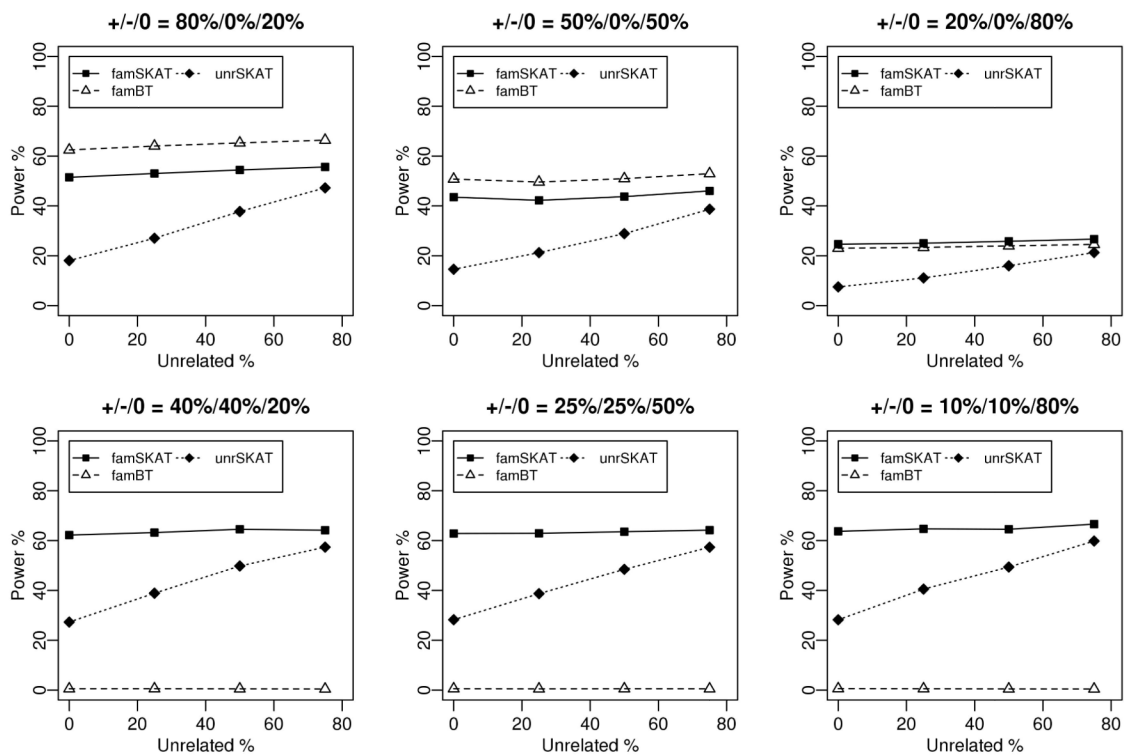 +/-/0 = 80%/0%/20%
famSKAT unrSKAT
famBT
Power %
0 20 40 60 80 100
0 20 40 60 80
Unrelated %
+/-/0 = 50%/0%/50%
famSKAT unrSKAT
famBT
Power %
0 20 40 60 80 100
0 20 40 60 80
Unrelated %
+/-/0 = 20%/0%/80%
famSKAT unrSKAT
famBT
Power %
0 20 40 60 80 100
0 20 40 60 80
Unrelated %
+/-/0 = 40%/40%/20%
famSKAT unrSKAT
famBT
Power %
0 20 40 60 80 100
0 20 40 60 80
Unrelated %
+/-/0 = 25%/25%/50%
famSKAT unrSKAT
famBT
Power %
0 20 40 60 80 100
0 20 40 60 80
Unrelated %
+/-/0 = 10%/10%/80%
famSKAT unrSKAT
famBT
Power %
0 20 40 60 80 100
0 20 40 60 80
Unrelated %